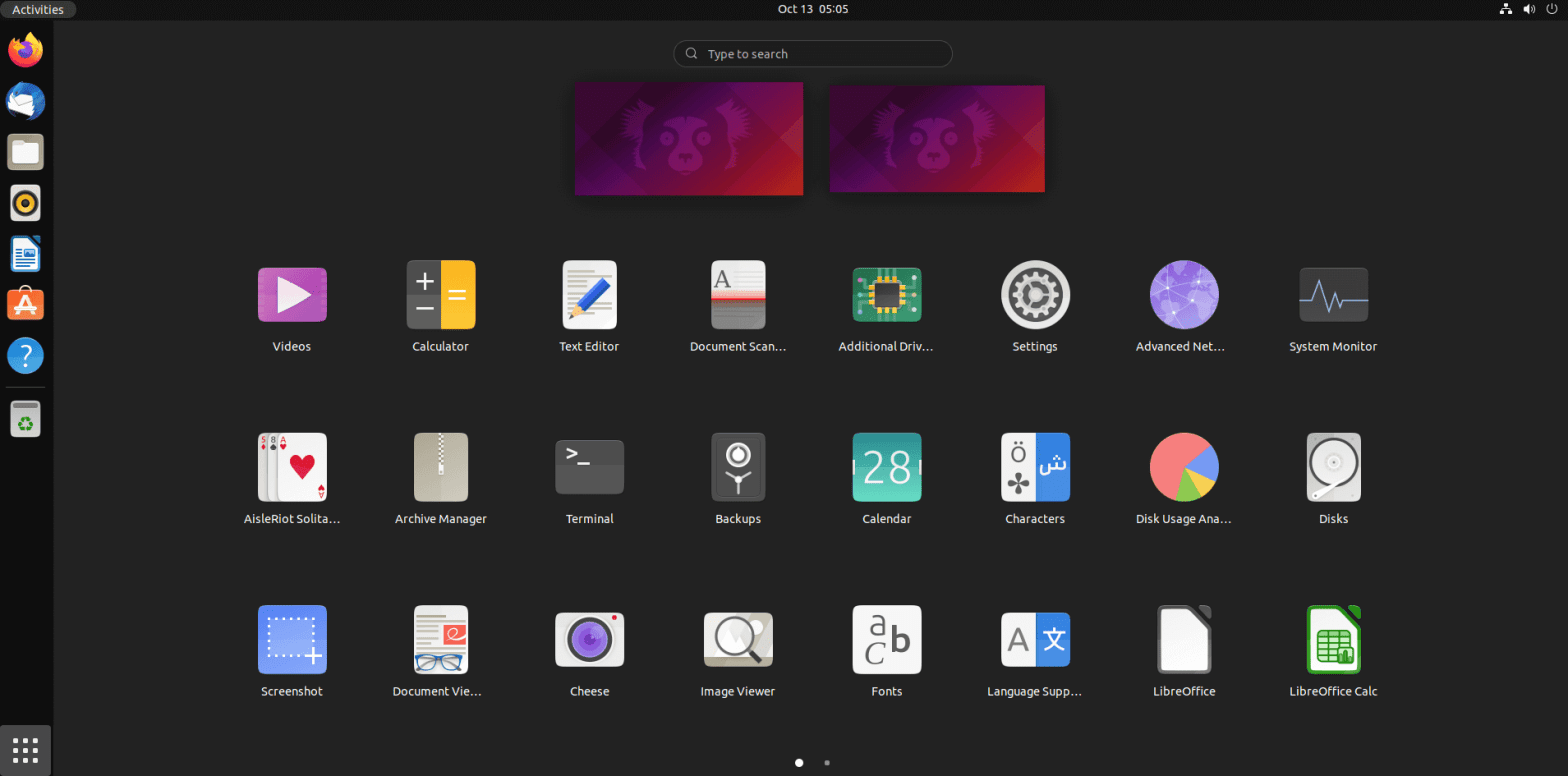 Activities
Oct 13 05:05
Type to search
Videos
Calculator
Text Editor
Document Scan...
Additional Driv...
Settings
Advanced Net...
System Monitor
AisleRiot Solita...
Archive Manager
>_ Terminal
Backups
28
Calendar
Characters
Disk Usage Ana...
Disks
Screenshot
Document Vie...
Cheese
Image Viewer
Fonts
Language Supp...
LibreOffice
LibreOffice Calc